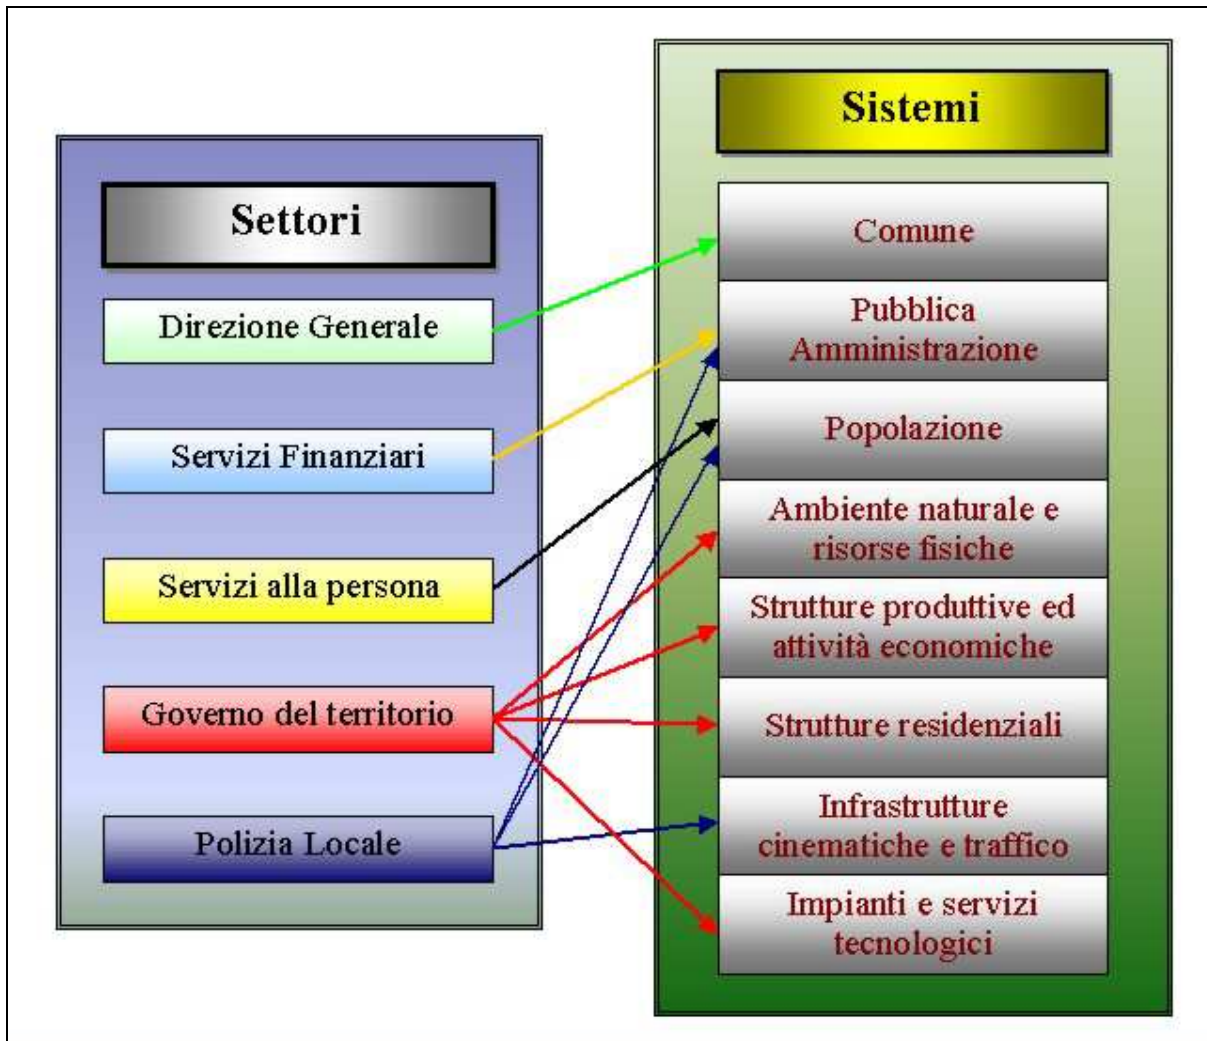 Settori
Direzione Generale
Servizi Finanziari
Servizi alla persona
Governo del territorio
Polizia Locale
Sistemi
Comune
Pubblica
Amministrazione
Popolazione
Ambiente naturale e
risorse fisiche
Strutture produttive ed
attività economiche
Strutture residenziali
Infrastrutture
cinematiche e traffico
Impianti e servizi
tecnologici